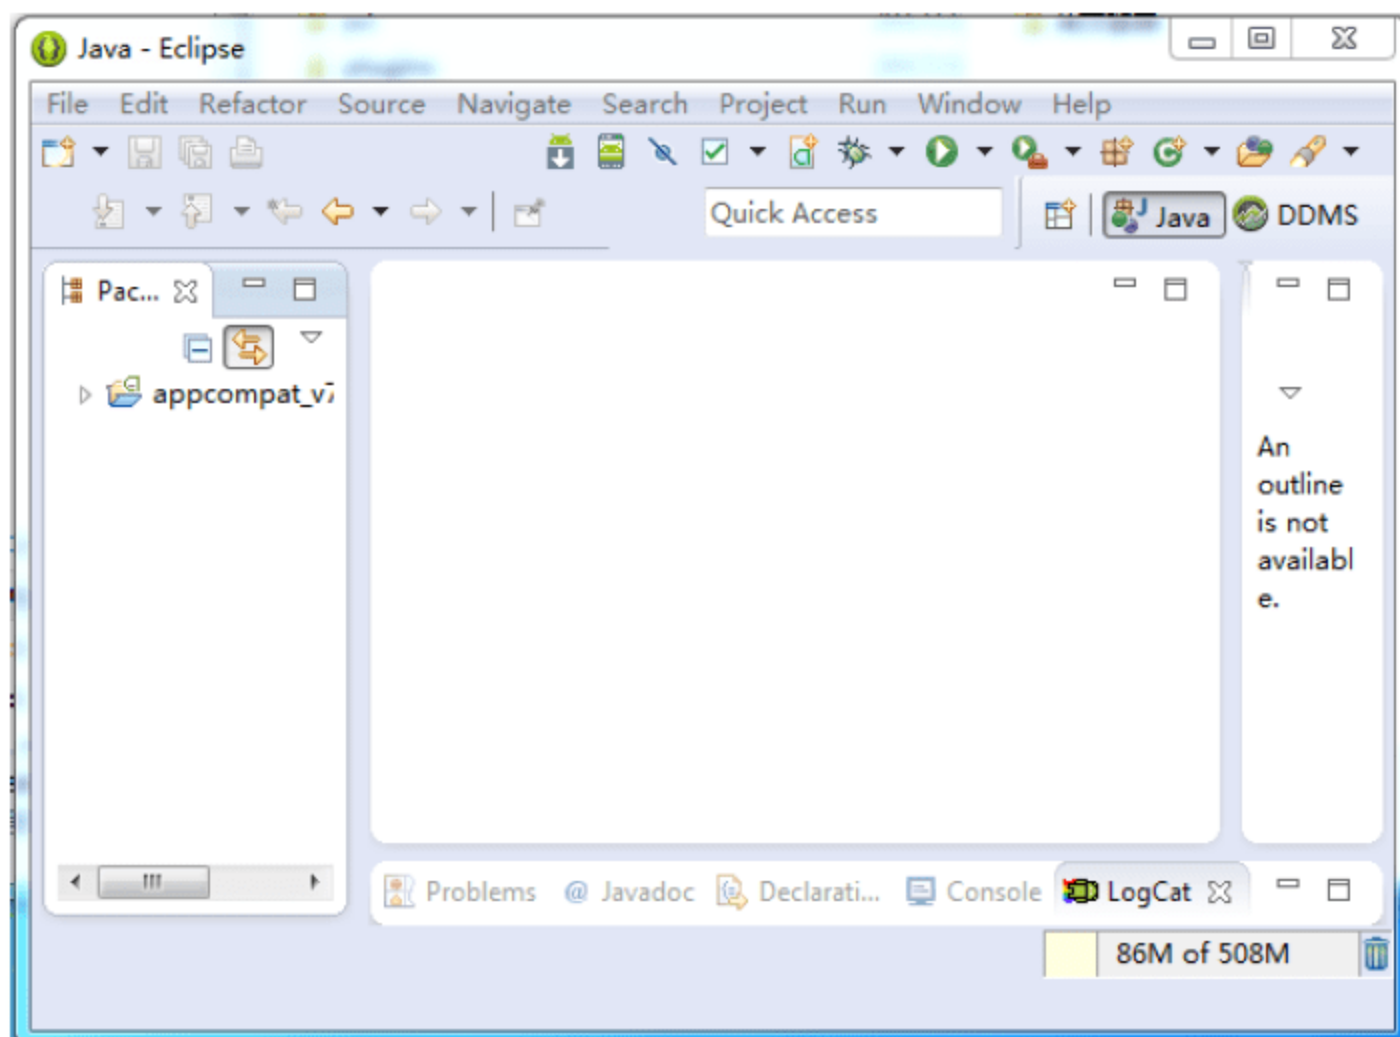 Java - Eclipse
File Edit Refactor Source Navigate Search Project Run Window Help
Quick Access
Java
DDMS
Pac...
appcompat_v7
An
outline
is not
availabl
e.
Problems @ Javadoc Declarati... Console LogCat
86M of 508M